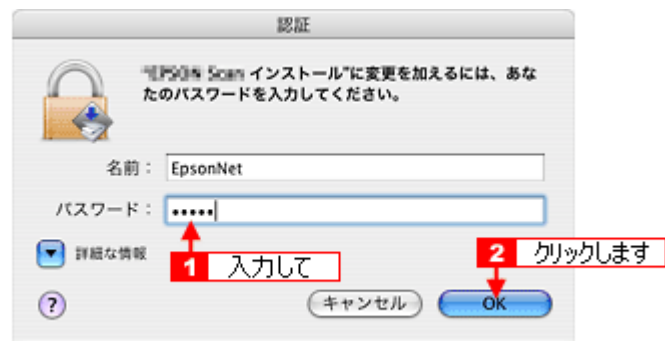 認証
"EPSON Scan インストール"に変更を加えるには、あな
たのパスワードを入力してください。
名前： EpsonNet
パスワード： •••••
詳細な情報
1 入力して
2 クリックします
? キャンセル OK